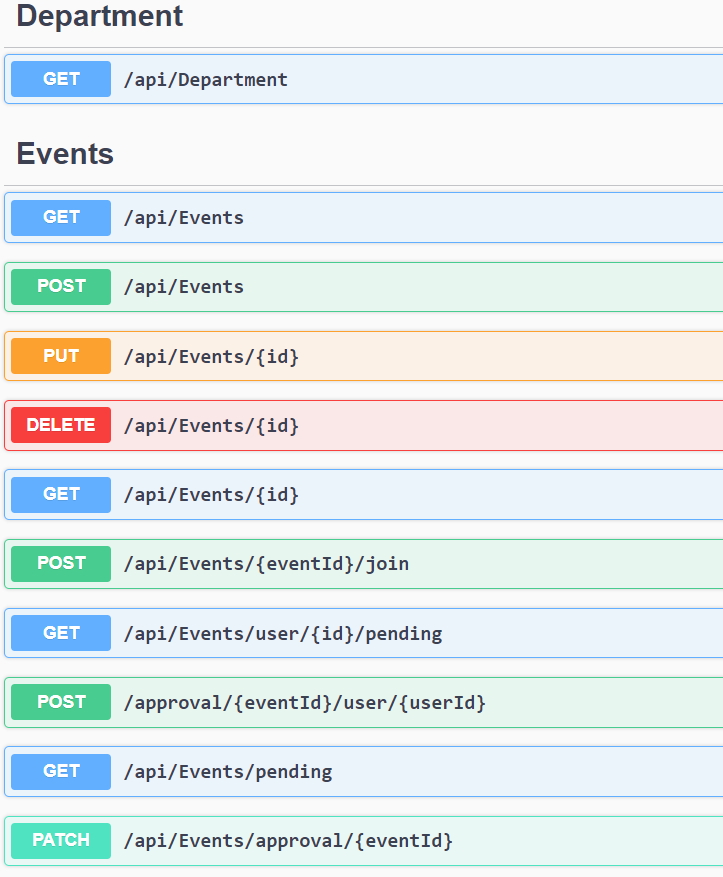 Department
GET /api/Department
Events
GET /api/Events
POST /api/Events
PUT /api/Events/{id}
DELETE /api/Events/{id}
GET /api/Events/{id}
POST /api/Events/{eventId}/join
GET /api/Events/user/{id}/pending
POST /approval/{eventId}/user/{userId}
GET /api/Events/pending
PATCH /api/Events/approval/{eventId}